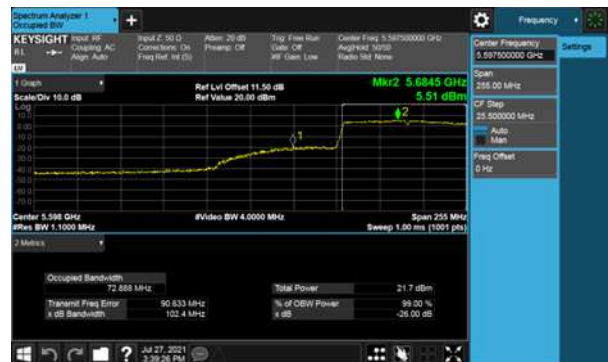 Spectrum Analyzer 1
Occupied BW
Frequency
KEYSIGHT
Input: RF
Coupling: AC
Align: Auto
Input Z: 50 Ω
Corrections: On
Freq Ref: Int (S)
Atten: 20 dB
Preamp: Off
Trig: Free Run
Gate: Off
#IF Gain: Low
Center Freq: 5.597500000 GHz
Avg|Hold: 50/50
Radio Std: None
Center Frequency
5.597500000 GHz
Settings
Span
255.00 MHz
CF Step
25.500000 MHz
Auto
Man
Freq Offset
0 Hz
1 Graph
Scale/Div 10.0 dB
Ref Lvl Offset 11.50 dB
Ref Value 20.00 dBm
Mkr2 5.6845 GHz
5.51 dBm
Log
10.0
0.0
1
2
Center 5.598 GHz
#Res BW 1.1000 MHz
#Video BW 4.0000 MHz
Span 255 MHz
Sweep 1.00 ms (1001 pts)
2 Metrics
Occupied Bandwidth
72.888 MHz
Transmit Freq Error
90.633 MHz
x dB Bandwidth
102.4 MHz
Total Power
21.7 dBm
% of OBW Power
99.00 %
x dB
-26.00 dB
?
Jul 27, 2021
3:39:26 PM